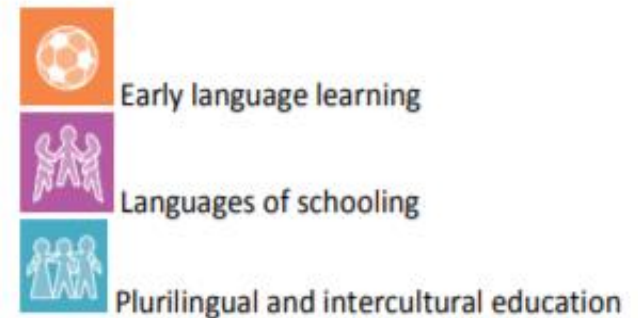 Early language learning
Languages of schooling
Plurilingual and intercultural education